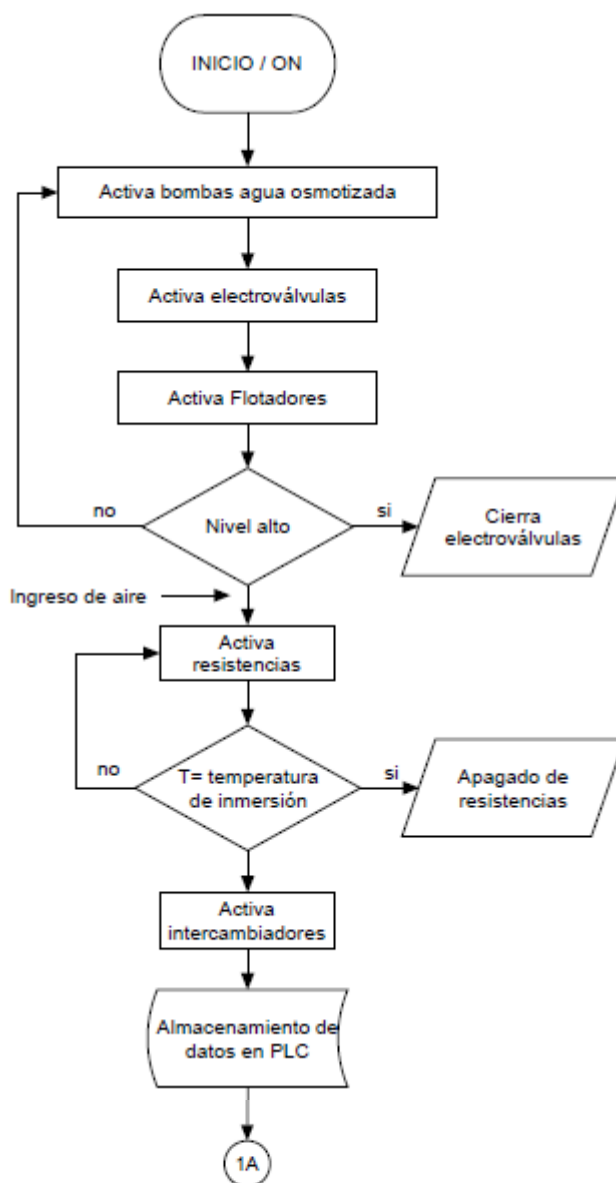 INICIO / ON
Activa bombas agua osmotizada
Activa electroválvulas
Activa Flotadores
no
Nivel alto
si
Cierra
electroválvulas
Ingreso de aire
Activa
resistencias
no
T= temperatura
de inmersión
si
Apagado de
resistencias
Activa
intercambiadores
Almacenamiento de
datos en PLC
1A